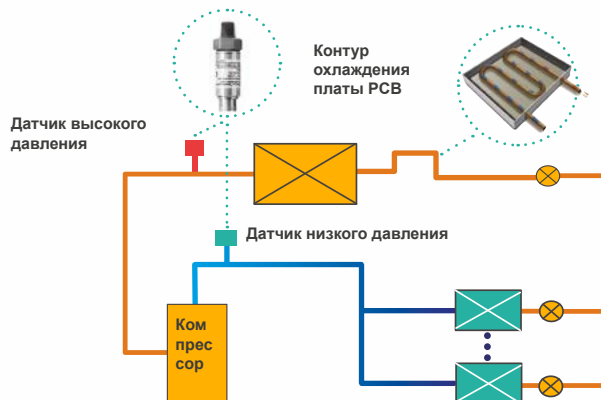 Контур
охлаждения
платы PCB
Датчик высокого
давления
Датчик низкого давления
Ком
прес
сор